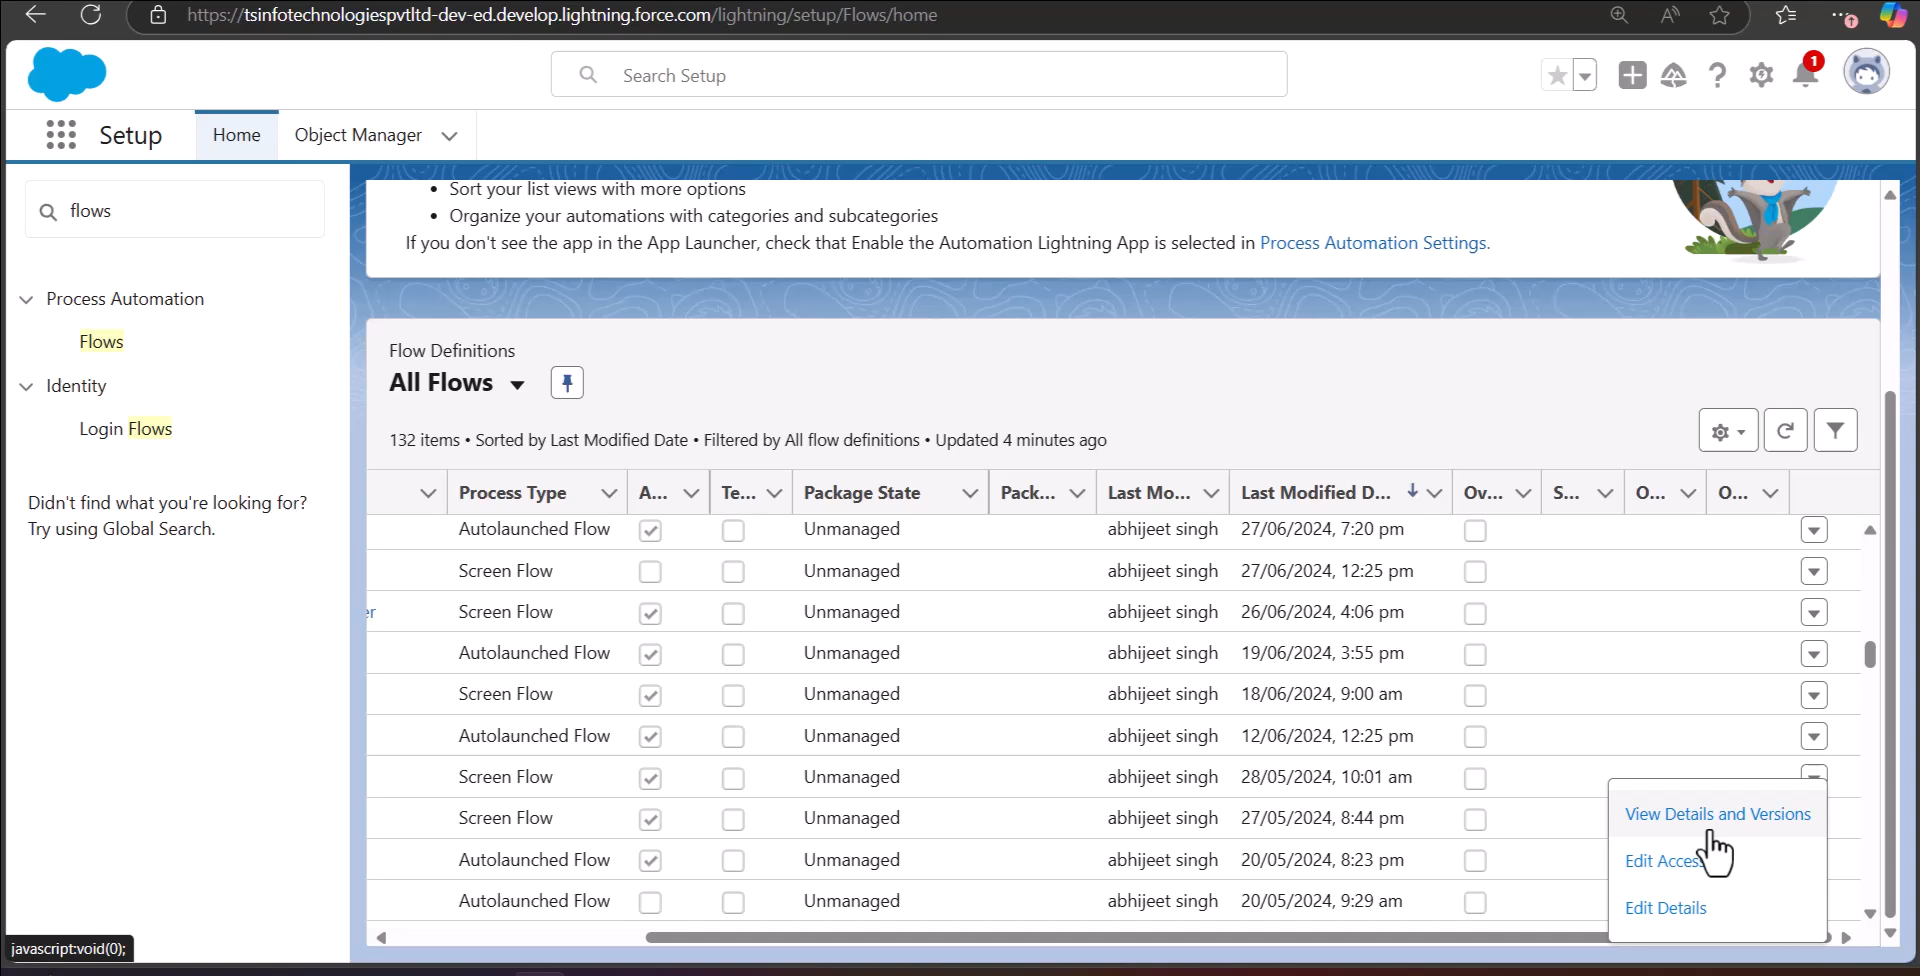 https://tsinfotechnologiespvtltd-dev-ed.develop.lightning.force.com/lightning/setup/Flows/home
Search Setup
1
Setup
Home
Object Manager
flows
Process Automation
Flows
Identity
Login Flows
Didn't find what you're looking for?
Try using Global Search.
• Sort your list views with more options
• Organize your automations with categories and subcategories
If you don't see the app in the App Launcher, check that Enable the Automation Lightning App is selected in Process Automation Settings.
Flow Definitions
All Flows
132 items • Sorted by Last Modified Date • Filtered by All flow definitions • Updated 4 minutes ago
Process Type A... Te... Package State Pack... Last Mo... Last Modified D... Ov... S... O... O...
Autolaunched Flow Unmanaged abhijeet singh 27/06/2024, 7:20 pm
Screen Flow Unmanaged abhijeet singh 27/06/2024, 12:25 pm
er Screen Flow Unmanaged abhijeet singh 26/06/2024, 4:06 pm
Autolaunched Flow Unmanaged abhijeet singh 19/06/2024, 3:55 pm
Screen Flow Unmanaged abhijeet singh 18/06/2024, 9:00 am
Autolaunched Flow Unmanaged abhijeet singh 12/06/2024, 12:25 pm
Screen Flow Unmanaged abhijeet singh 28/05/2024, 10:01 am
Screen Flow Unmanaged abhijeet singh 27/05/2024, 8:44 pm
Autolaunched Flow Unmanaged abhijeet singh 20/05/2024, 8:23 pm
Autolaunched Flow Unmanaged abhijeet singh 20/05/2024, 9:29 am
View Details and Versions
Edit Access
Edit Details
javascript:void(0);